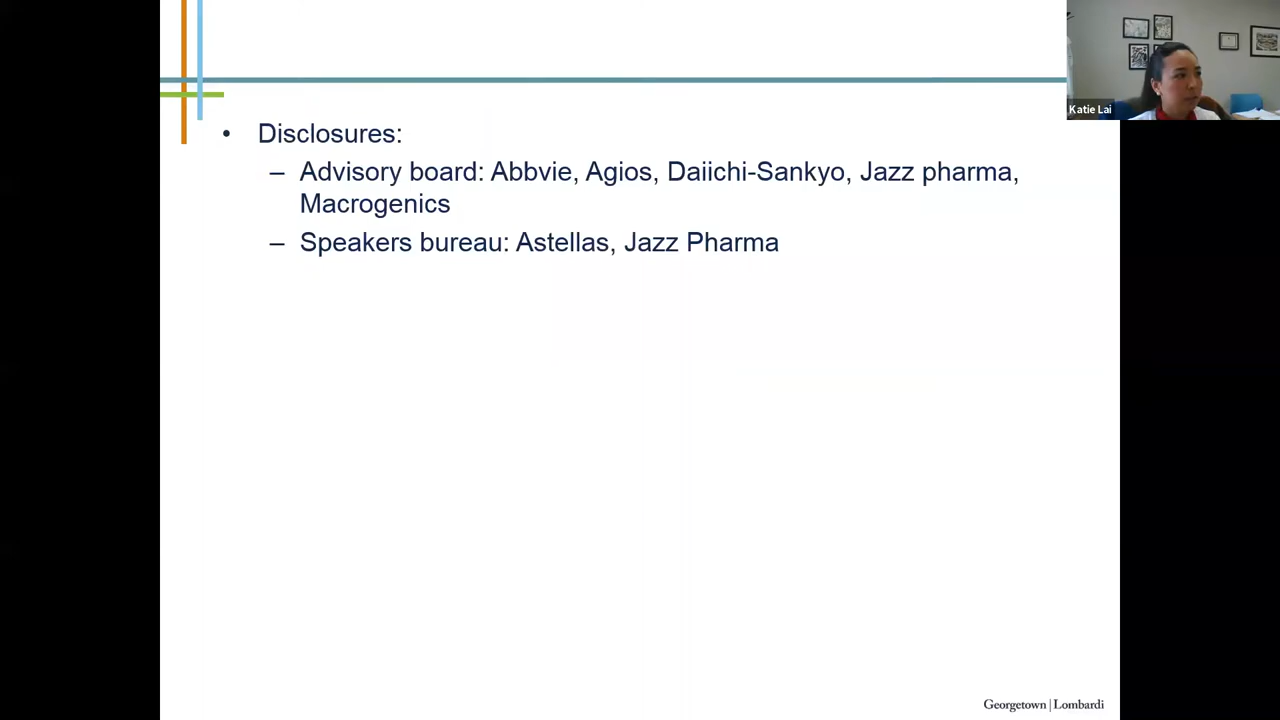 Katie Lai
• Disclosures:
– Advisory board: Abbvie, Agios, Daiichi-Sankyo, Jazz pharma,
Macrogenics
– Speakers bureau: Astellas, Jazz Pharma
Georgetown | Lombardi